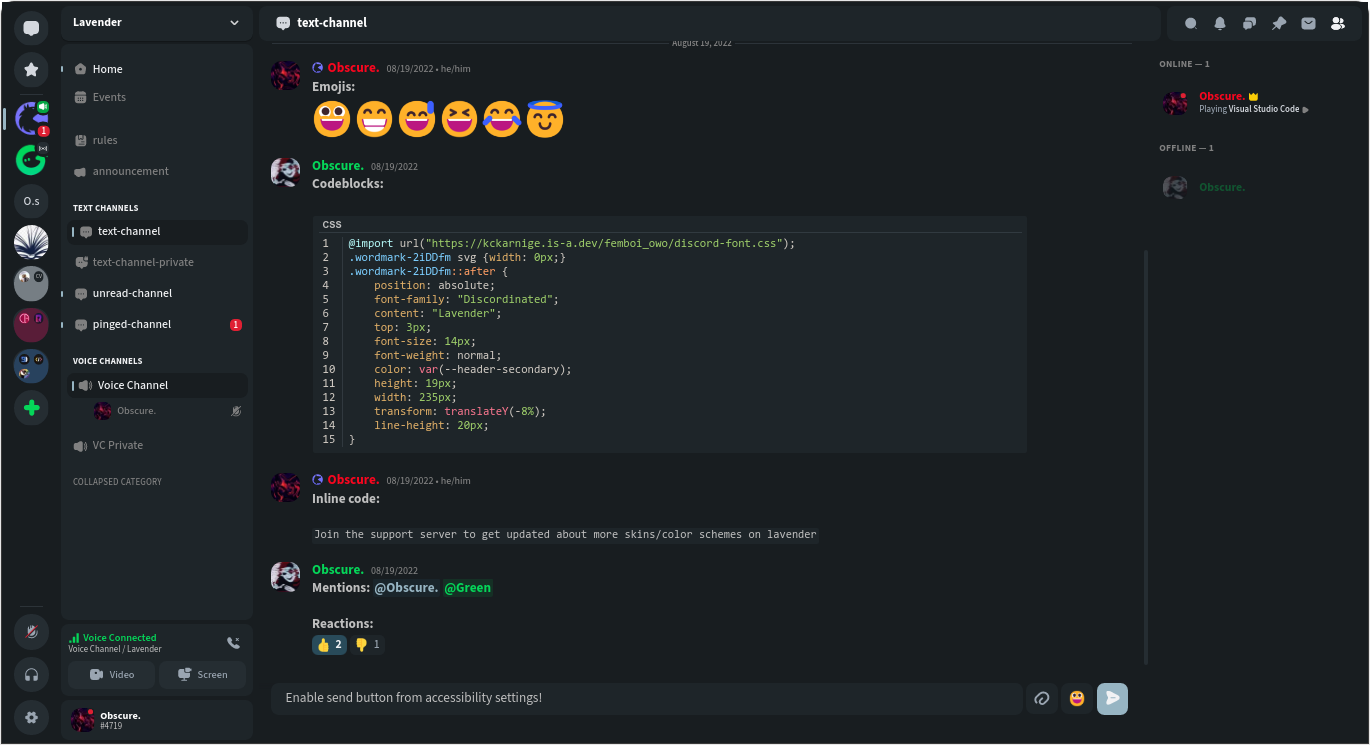 Lavender
text-channel
Home
Events
rules
announcement
TEXT CHANNELS
text-channel
text-channel-private
unread-channel
pinged-channel
1
VOICE CHANNELS
Voice Channel
Obscure.
VC Private
COLLAPSED CATEGORY
1
O.s
CV
Voice Connected
Voice Channel / Lavender
Video
Screen
Obscure.
#4719
August 19, 2022
Obscure. 08/19/2022 • he/him
Emojis:
Obscure. 08/19/2022
Codeblocks:
CSS
1 @import url("https://kckarnige.is-a.dev/femboi_owo/discord-font.css");
2 .wordmark-2iDDfm svg {width: 0px;}
3 .wordmark-2iDDfm::after {
4 position: absolute;
5 font-family: "Discordinated";
6 content: "Lavender";
7 top: 3px;
8 font-size: 14px;
9 font-weight: normal;
10 color: var(--header-secondary);
11 height: 19px;
12 width: 235px;
13 transform: translateY(-8%);
14 line-height: 20px;
15 }
Obscure. 08/19/2022 • he/him
Inline code:
Join the support server to get updated about more skins/color schemes on lavender
Obscure. 08/19/2022
Mentions: @Obscure. @Green
Reactions:
2 1
Enable send button from accessibility settings!
ONLINE — 1
Obscure.
Playing Visual Studio Code
OFFLINE — 1
Obscure.